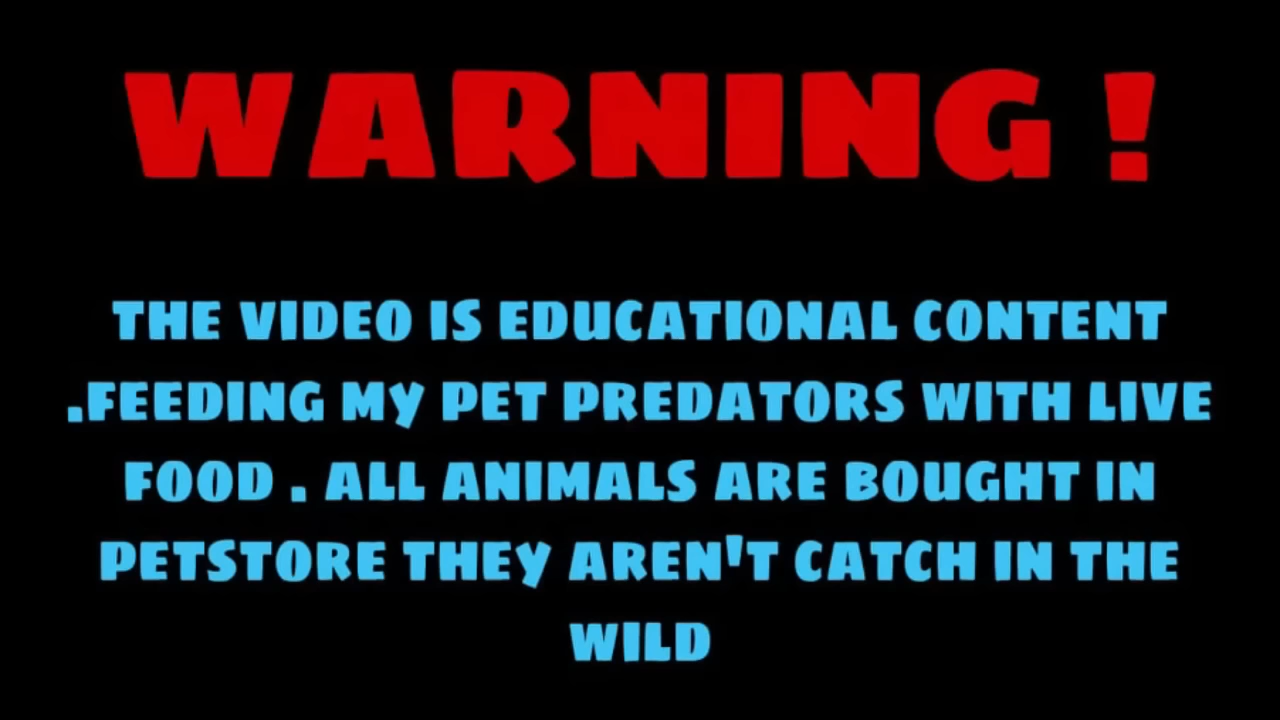 WARNING !
THE VIDEO IS EDUCATIONAL CONTENT
.FEEDING MY PET PREDATORS WITH LIVE
FOOD . ALL ANIMALS ARE BOUGHT IN
PETSTORE THEY AREN'T CATCH IN THE
WILD